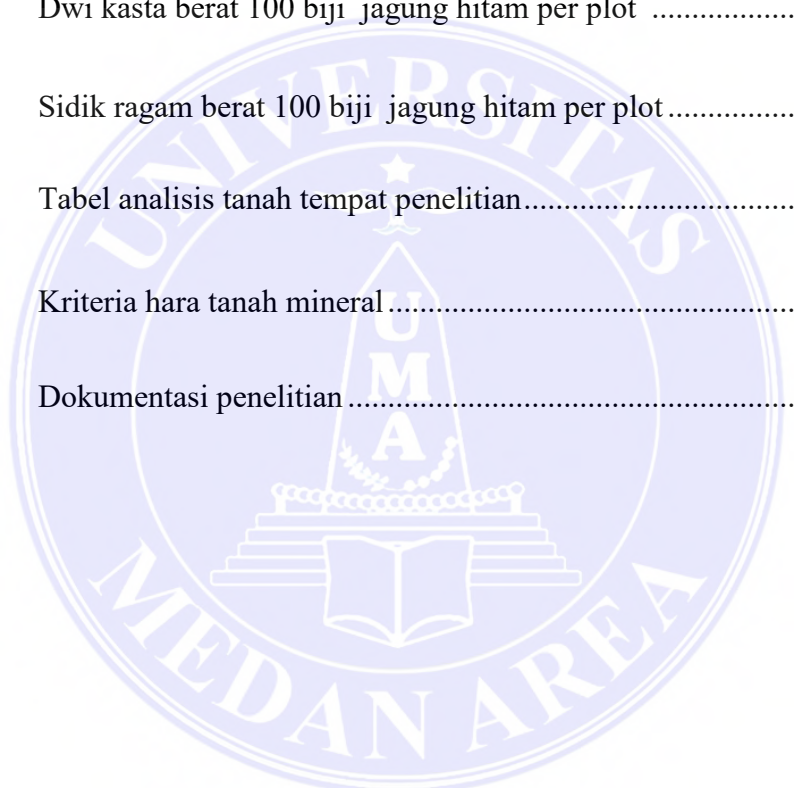 Dwi kasta berat 100 biji jagung hitam per plot ..................
Sidik ragam berat 100 biji jagung hitam per plot ................
Tabel analisis tanah tempat penelitian ..................................
Kriteria hara tanah mineral ...................................................
Dokumentasi penelitian ........................................................
UNIVERSITAS
UMA
MEDAN AREA